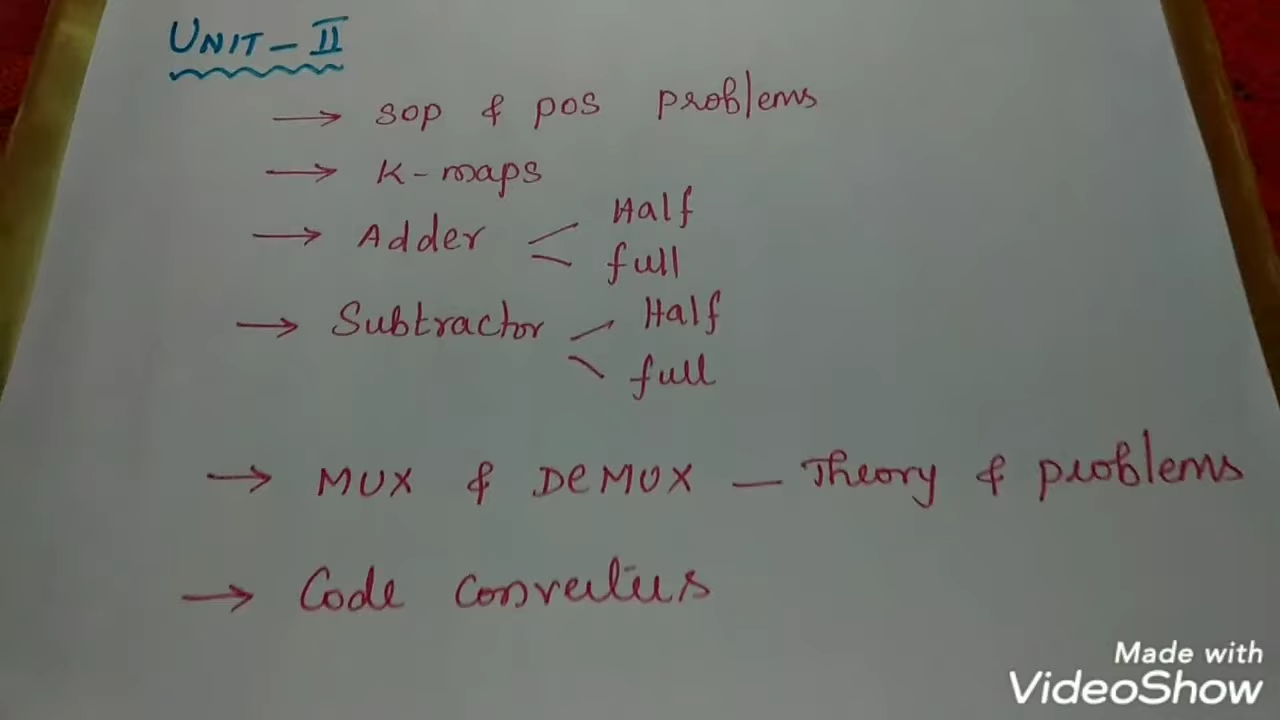 UNIT-II
→ SOP & POS problems
→ K-maps
→ Adder
Half
full
→ Subtractor
Half
full
→ MUX & DeMUX — Theory & problems
→ Code converters
Made with
VideoShow